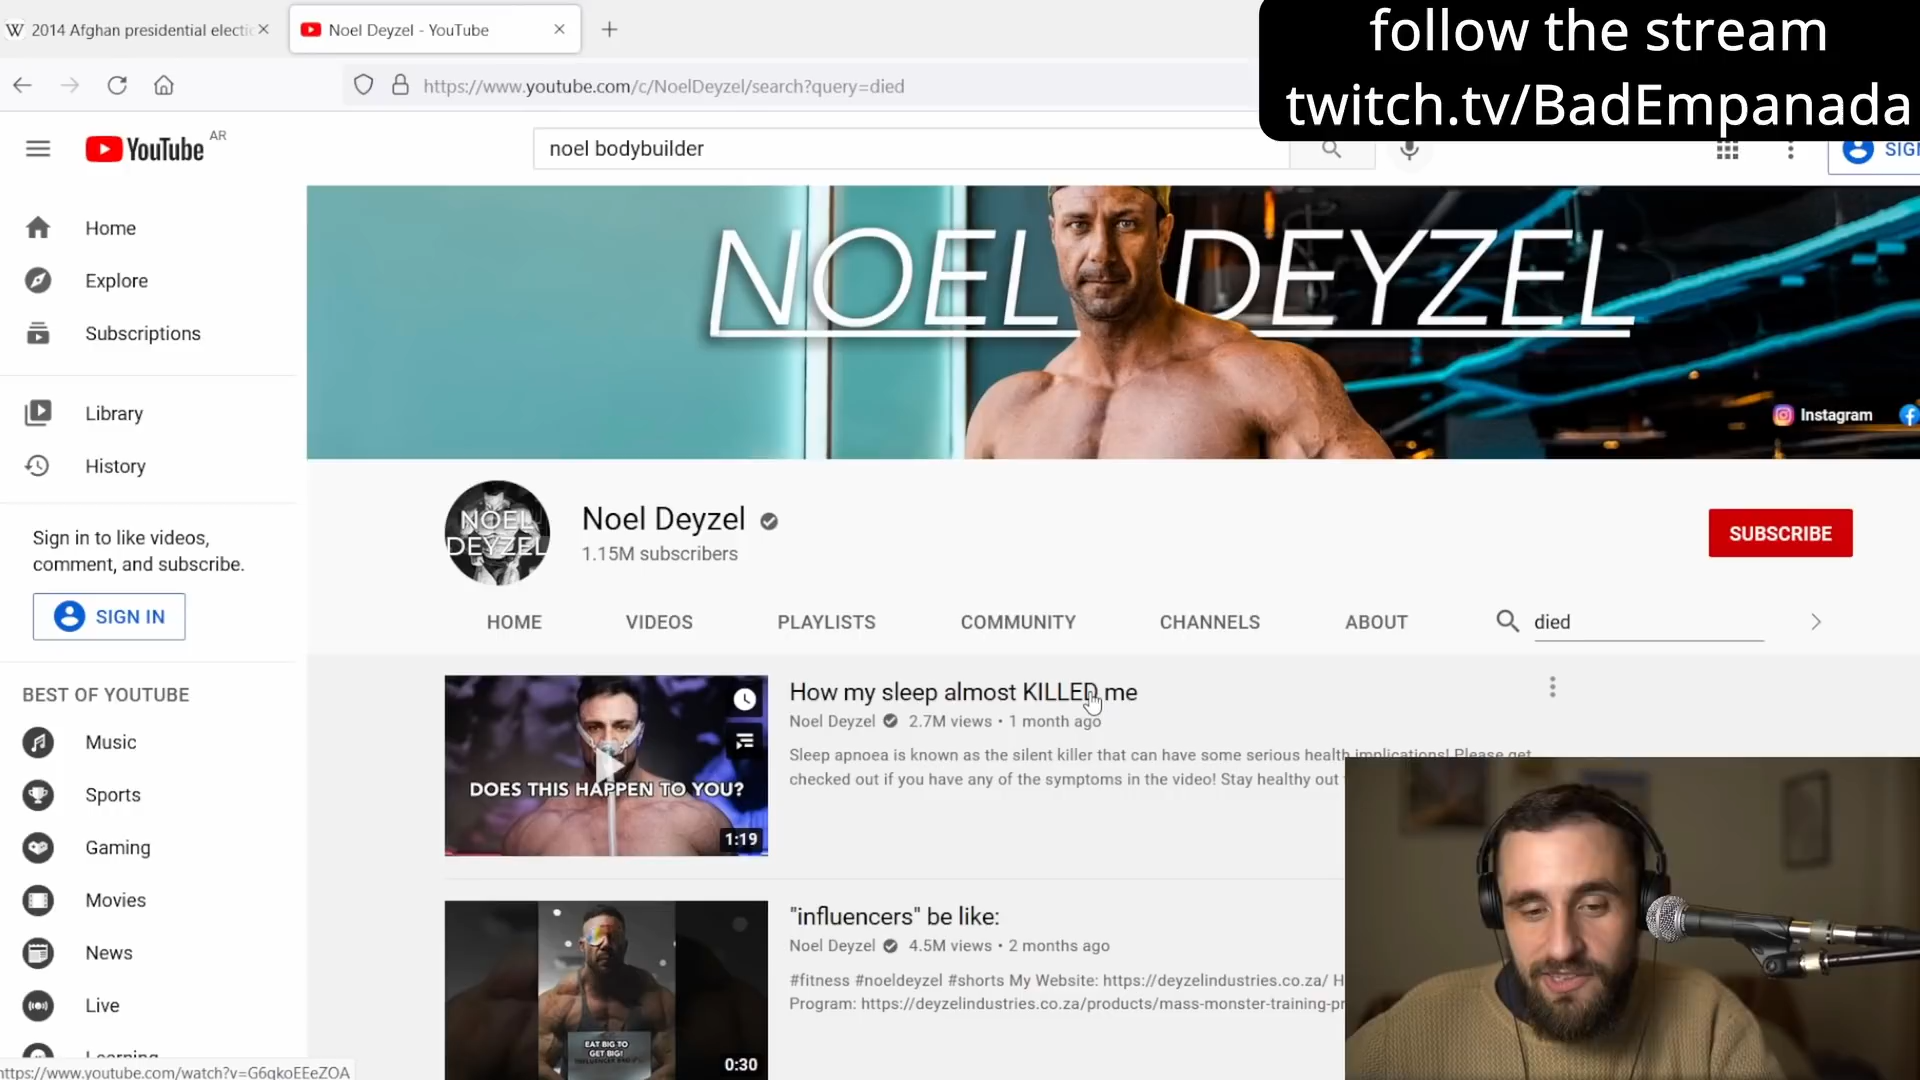 2014 Afghan presidential electi
Noel Deyzel - YouTube
follow the stream
twitch.tv/BadEmpanada
https://www.youtube.com/c/NoelDeyzel/search?query=died
YouTube AR
noel bodybuilder
SIG
Home
Explore
Subscriptions
Library
History
Sign in to like videos,
comment, and subscribe.
SIGN IN
BEST OF YOUTUBE
Music
Sports
Gaming
Movies
News
Live
Learning
https://www.youtube.com/watch?v=G6qkoEEeZOA
NOEL DEYZEL
Instagram
NOEL
DEYZEL
Noel Deyzel
1.15M subscribers
SUBSCRIBE
HOME VIDEOS PLAYLISTS COMMUNITY CHANNELS ABOUT died
DOES THIS HAPPEN TO YOU?
1:19
How my sleep almost KILLED me
Noel Deyzel 2.7M views • 1 month ago
Sleep apnoea is known as the silent killer that can have some serious health implications! Please get
checked out if you have any of the symptoms in the video! Stay healthy out
EAT BIG TO
GET BIG!
0:30
"influencers" be like:
Noel Deyzel 4.5M views • 2 months ago
#fitness #noeldeyzel #shorts My Website: https://deyzelindustries.co.za/ H
Program: https://deyzelindustries.co.za/products/mass-monster-training-pr